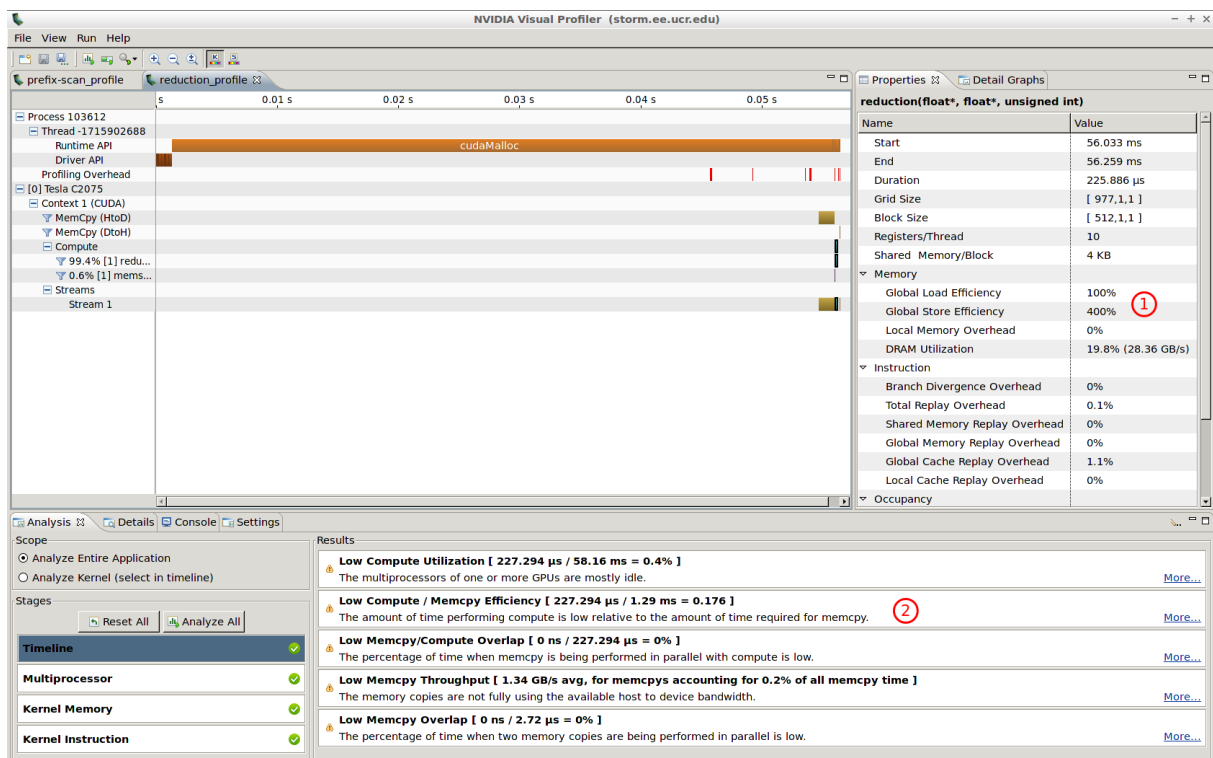 NVIDIA Visual Profiler (storm.ee.ucr.edu)
File View Run Help
prefix-scan_profile
reduction_profile
s 0.01 s 0.02 s 0.03 s 0.04 s 0.05 s
Process 103612
Thread -1715902688
Runtime API
cudaMalloc
Driver API
Profiling Overhead
[0] Tesla C2075
Context 1 (CUDA)
MemCpy (HtoD)
MemCpy (DtoH)
Compute
99.4% [1] redu...
0.6% [1] mems...
Streams
Stream 1
Properties
Detail Graphs
reduction(float*, float*, unsigned int)
Name Value
Start 56.033 ms
End 56.259 ms
Duration 225.886 µs
Grid Size [ 977,1,1 ]
Block Size [ 512,1,1 ]
Registers/Thread 10
Shared Memory/Block 4 KB
Memory
Global Load Efficiency 100%
1
Global Store Efficiency 400%
Local Memory Overhead 0%
DRAM Utilization 19.8% (28.36 GB/s)
Instruction
Branch Divergence Overhead 0%
Total Replay Overhead 0.1%
Shared Memory Replay Overhead 0%
Global Memory Replay Overhead 0%
Global Cache Replay Overhead 1.1%
Local Cache Replay Overhead 0%
Occupancy
Analysis
Details
Console
Settings
Scope
Analyze Entire Application
Analyze Kernel (select in timeline)
Stages
Reset All
Analyze All
Timeline
Multiprocessor
Kernel Memory
Kernel Instruction
Results
Low Compute Utilization [ 227.294 µs / 58.16 ms = 0.4% ]
The multiprocessors of one or more GPUs are mostly idle.
More...
Low Compute / Memcpy Efficiency [ 227.294 µs / 1.29 ms = 0.176 ]
The amount of time performing compute is low relative to the amount of time required for memcpy.
2
More...
Low Memcpy/Compute Overlap [ 0 ns / 227.294 µs = 0% ]
The percentage of time when memcpy is being performed in parallel with compute is low.
More...
Low Memcpy Throughput [ 1.34 GB/s avg, for memcpys accounting for 0.2% of all memcpy time ]
The memory copies are not fully using the available host to device bandwidth.
More...
Low Memcpy Overlap [ 0 ns / 2.72 µs = 0% ]
The percentage of time when two memory copies are being performed in parallel is low.
More...